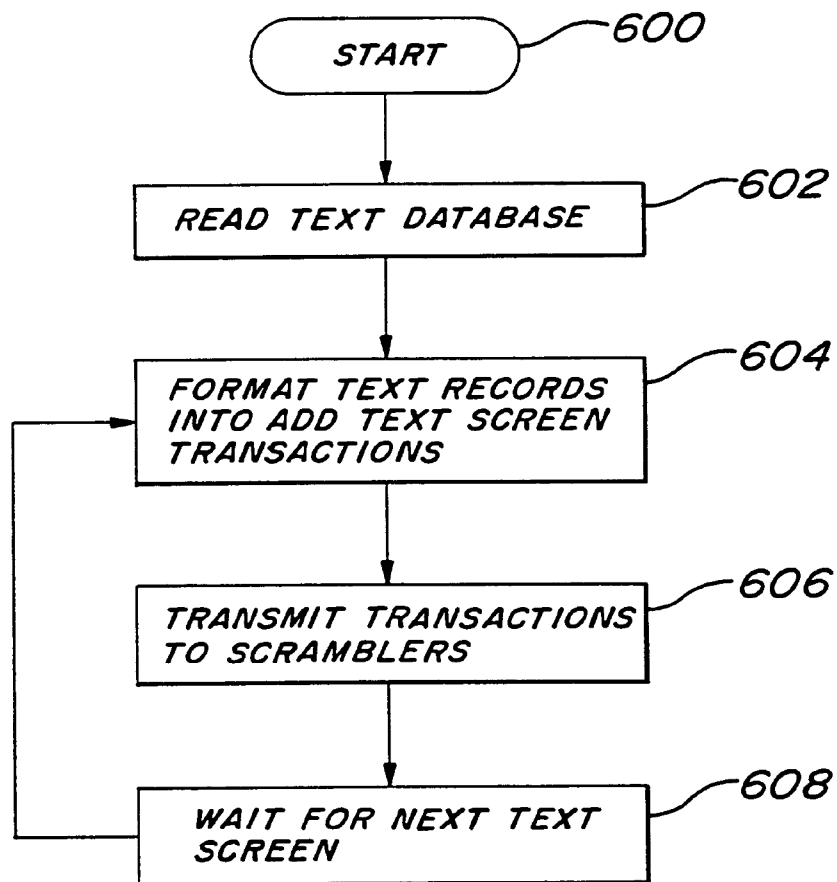 START
600
602
READ TEXT DATABASE
604
FORMAT TEXT RECORDS
INTO ADD TEXT SCREEN
TRANSACTIONS
606
TRANSMIT TRANSACTIONS
TO SCRAMBLERS
608
WAIT FOR NEXT TEXT
SCREEN